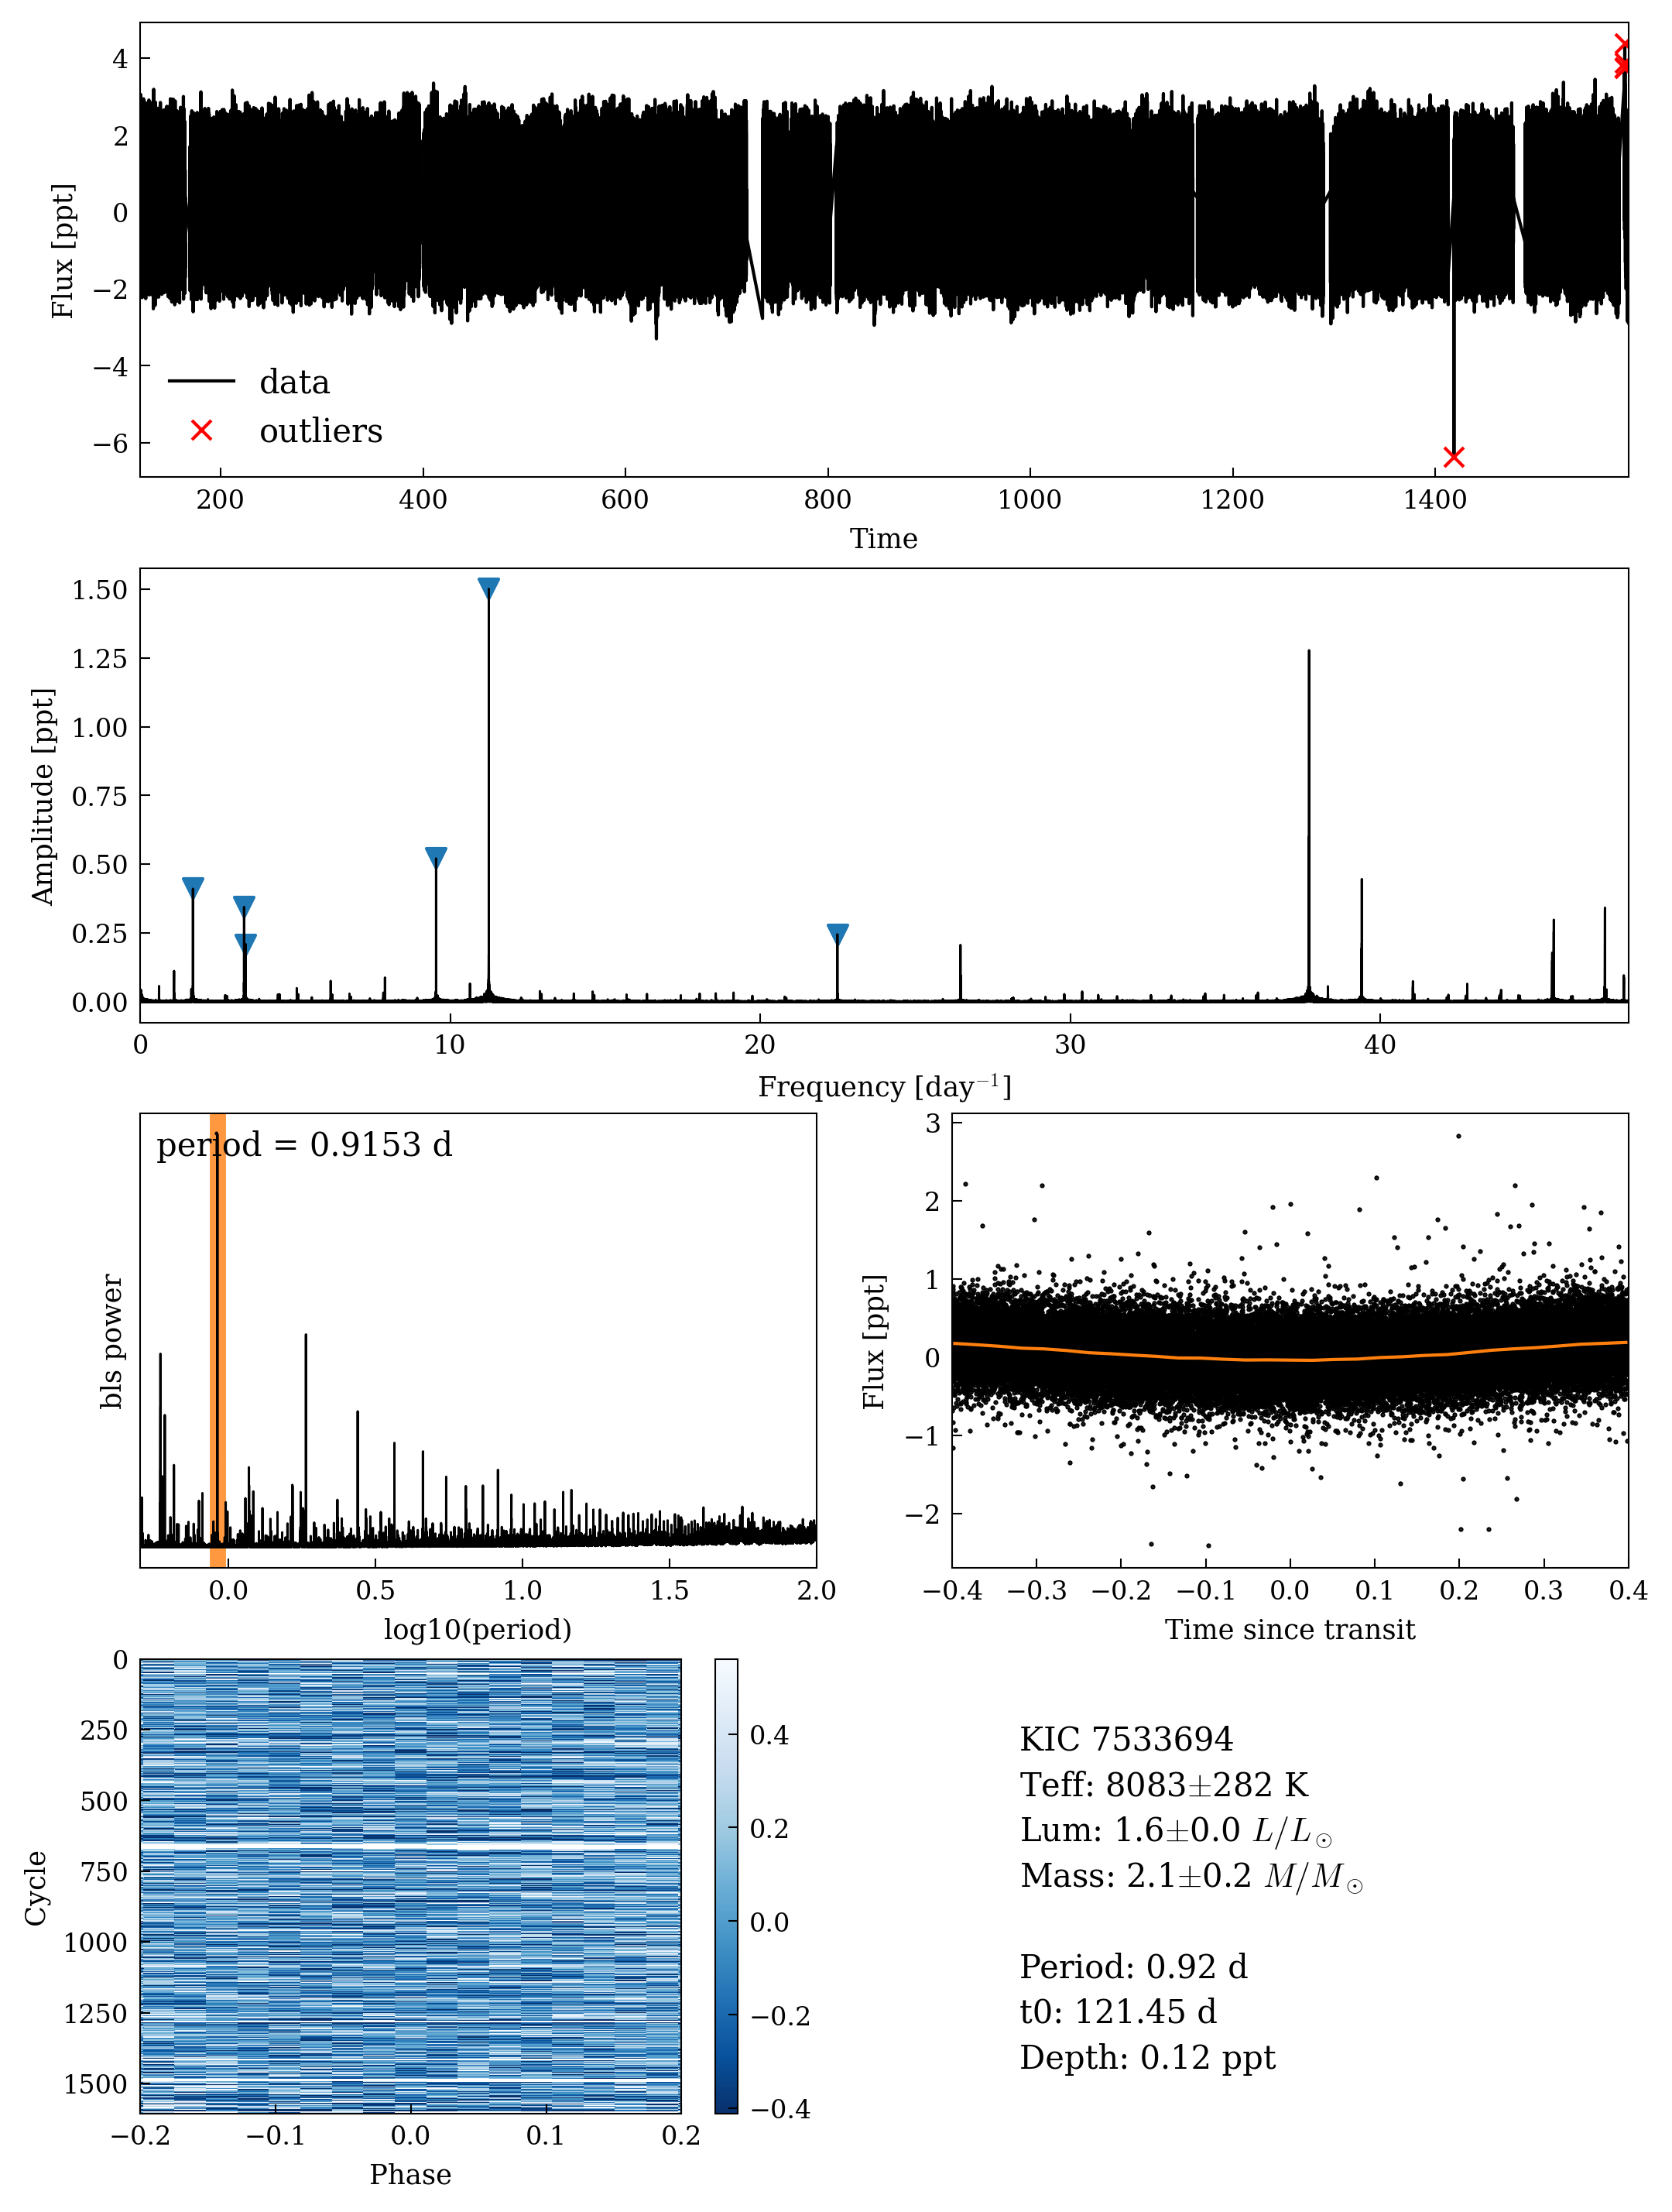 4
2
0
−2
−4
−6
Flux [ppt]
data
outliers
200 400 600 800 1000 1200 1400
Time
1.50
1.25
1.00
0.75
0.50
0.25
0.00
Amplitude [ppt]
0 10 20 30 40
Frequency [day⁻¹]
period = 0.9153 d
bls power
0.0 0.5 1.0 1.5 2.0
log10(period)
3
2
1
0
−1
−2
Flux [ppt]
−0.4 −0.3 −0.2 −0.1 0.0 0.1 0.2 0.3 0.4
Time since transit
0
250
500
750
1000
1250
1500
Cycle
−0.2 −0.1 0.0 0.1 0.2
Phase
0.4
0.2
0.0
−0.2
−0.4
KIC 7533694
Teff: 8083±282 K
Lum: 1.6±0.0 L/L⊙
Mass: 2.1±0.2 M/M⊙
Period: 0.92 d
t0: 121.45 d
Depth: 0.12 ppt